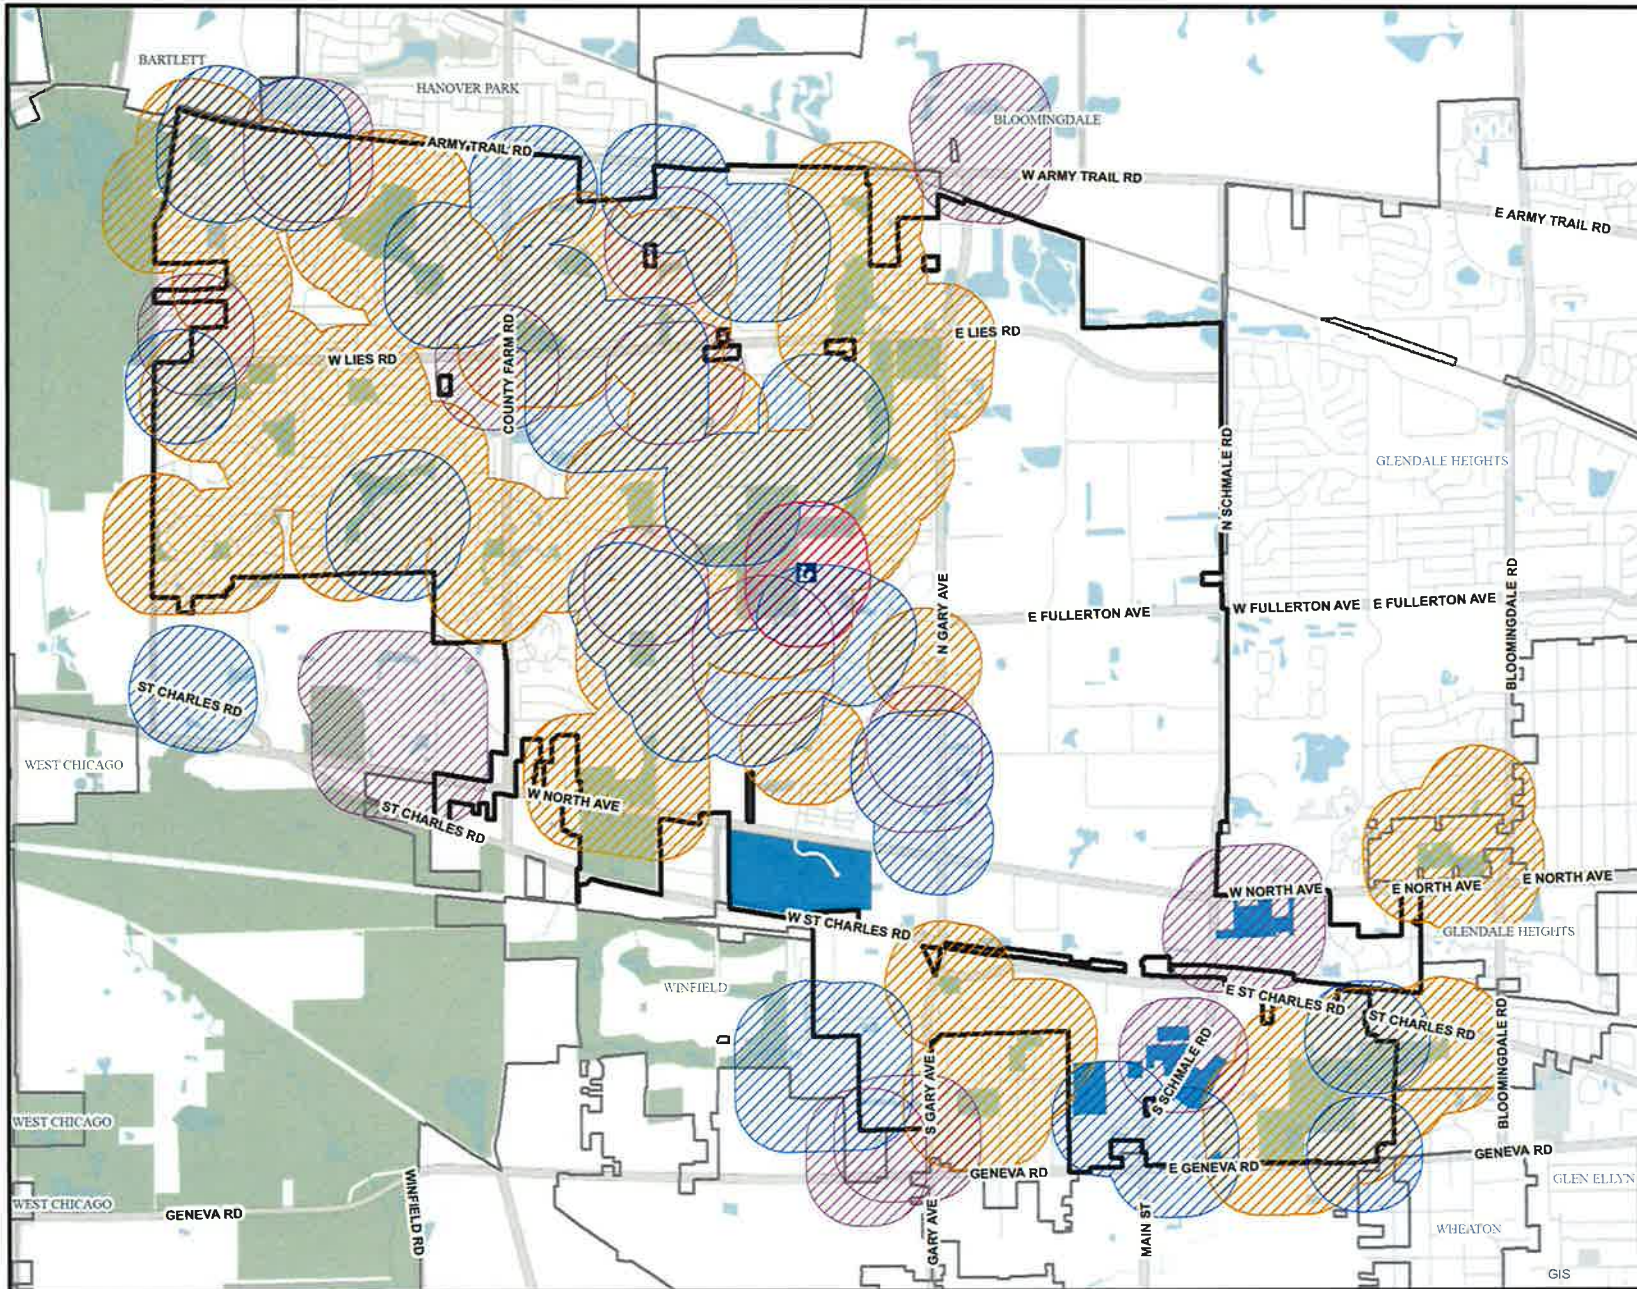 BARTLETT
HANOVER PARK
BLOOMINGDALE
ARMY TRAIL RD
W ARMY TRAIL RD
E ARMY TRAIL RD
E LIES RD
W LIES RD
COUNTY FARM RD
N SCHMALE RD
GLENDALE HEIGHTS
BLOOMINGDALE RD
N GARY AVE
E FULLERTON AVE
W FULLERTON AVE
E FULLERTON AVE
ST CHARLES RD
WEST CHICAGO
W NORTH AVE
ST CHARLES RD
W NORTH AVE
E NORTH AVE
E NORTH AVE
W ST CHARLES RD
GLENDALE HEIGHTS
WINFIELD
E ST CHARLES RD
ST CHARLES RD
S SCHMALE RD
S GARY AVE
BLOOMINGDALE RD
WEST CHICAGO
GENEVA RD
E GENEVA RD
GENEVA RD
GLEN ELLYN
WEST CHICAGO
GENEVA RD
WINFIELD RD
GARY AVE
MAIN ST
WHEATON
GIS